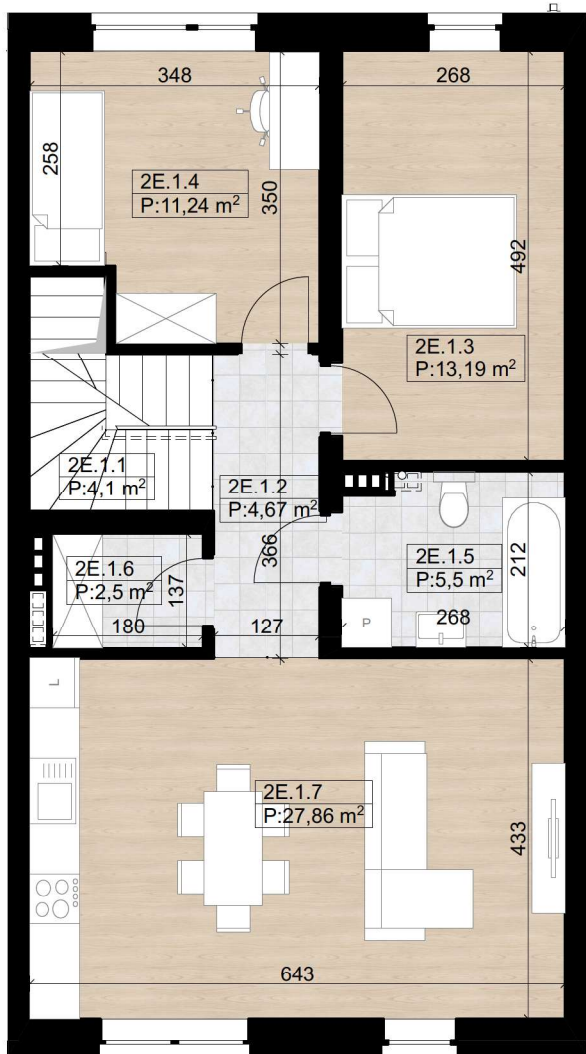 348
268
258
2E.1.4
P:11,24 m²
350
492
2E.1.3
P:13,19 m²
2E.1.1
P:4,1 m²
2E.1.2
P:4,67 m²
366
2E.1.6
P:2,5 m²
137
180
127
2E.1.5
P:5,5 m²
212
268
P
L
2E.1.7
P:27,86 m²
433
643